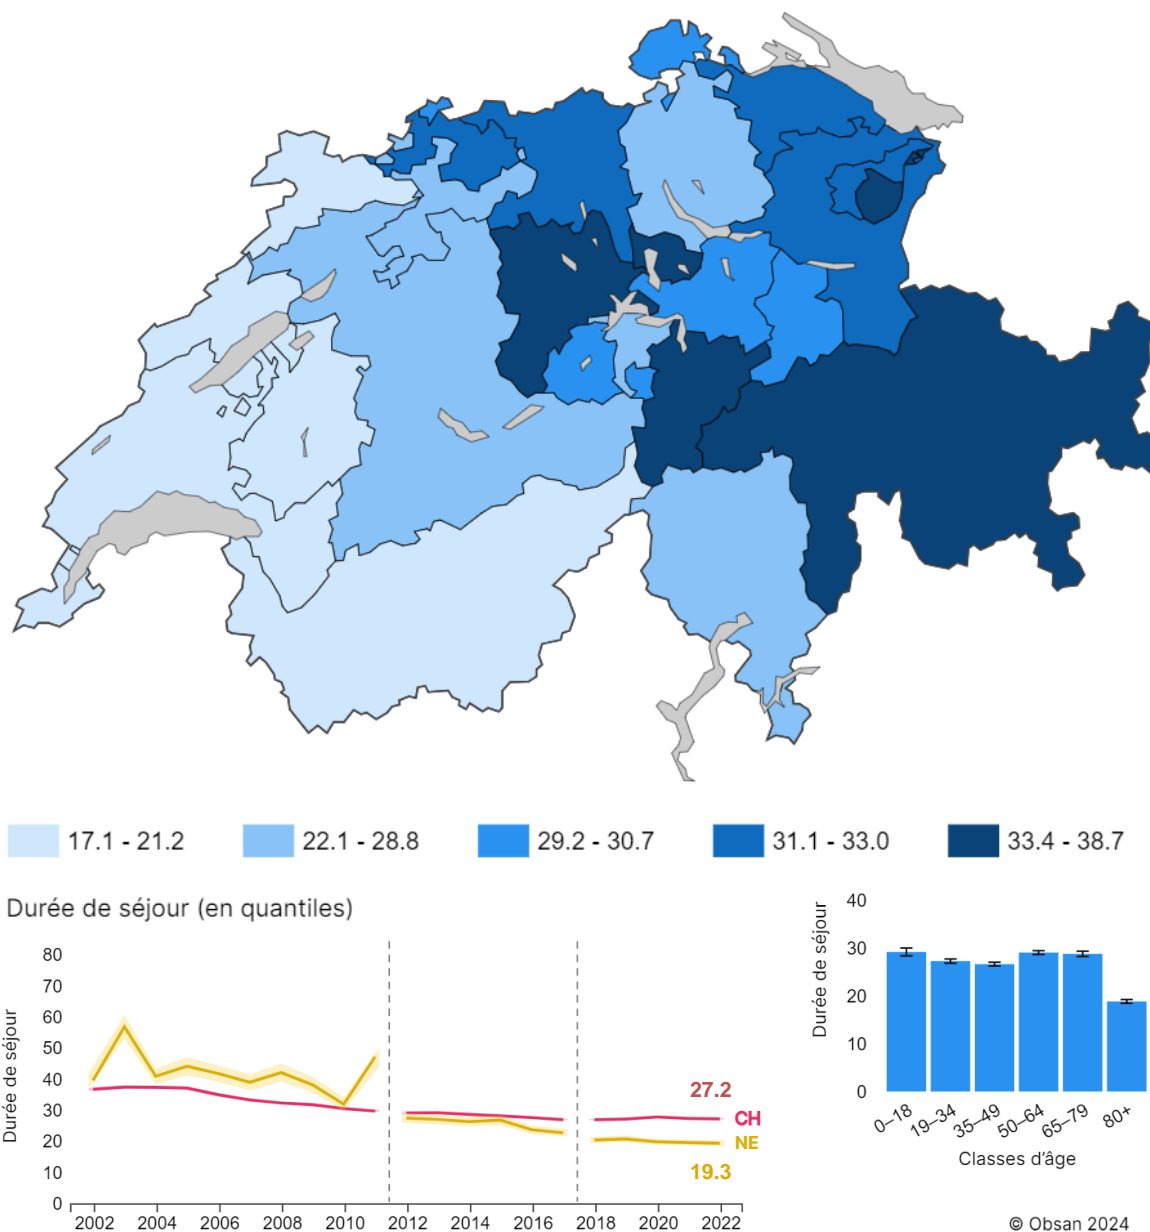 17.1 - 21.2
22.1 - 28.8
29.2 - 30.7
31.1 - 33.0
33.4 - 38.7
Durée de séjour (en quantiles)
Durée de séjour
80
70
60
50
40
30
20
10
0
27.2
CH
NE
19.3
2002 2004 2006 2008 2010 2012 2014 2016 2018 2020 2022
Durée de séjour
40
30
20
10
0
0–18 19–34 35–49 50–64 65–79 80+
Classes d’âge
© Obsan 2024